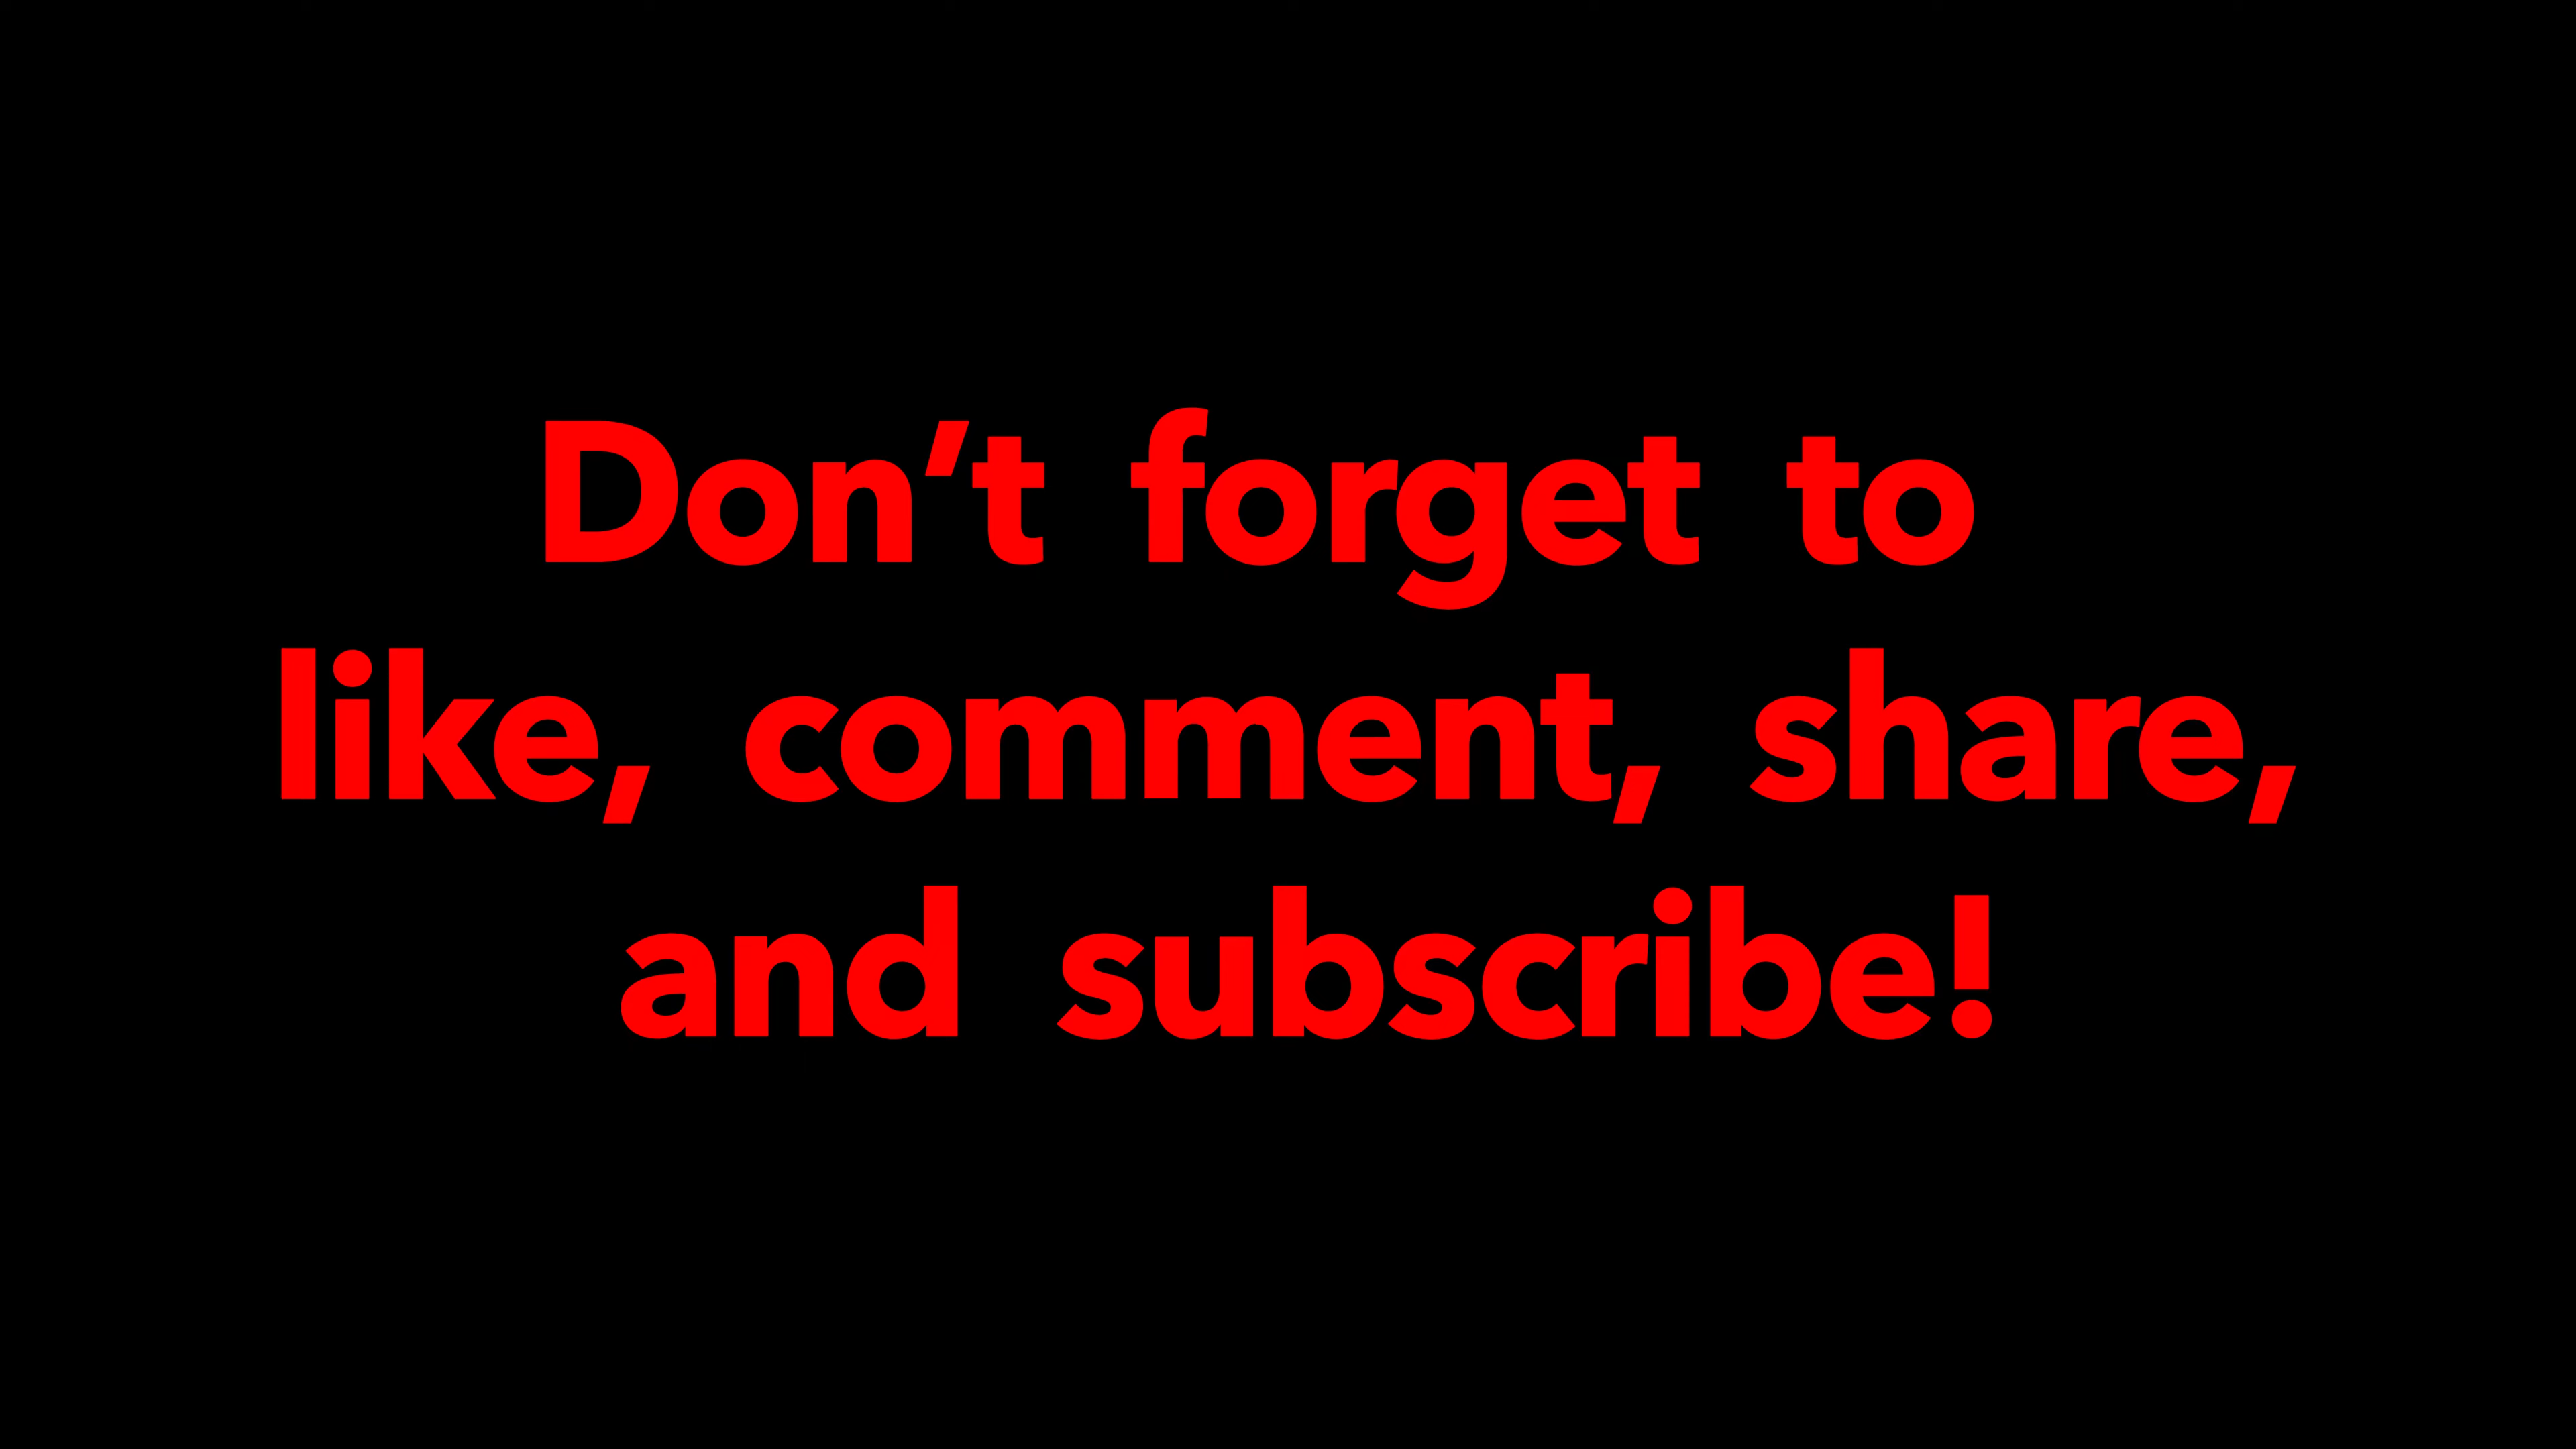 Don’t forget to
like, comment, share,
and subscribe!